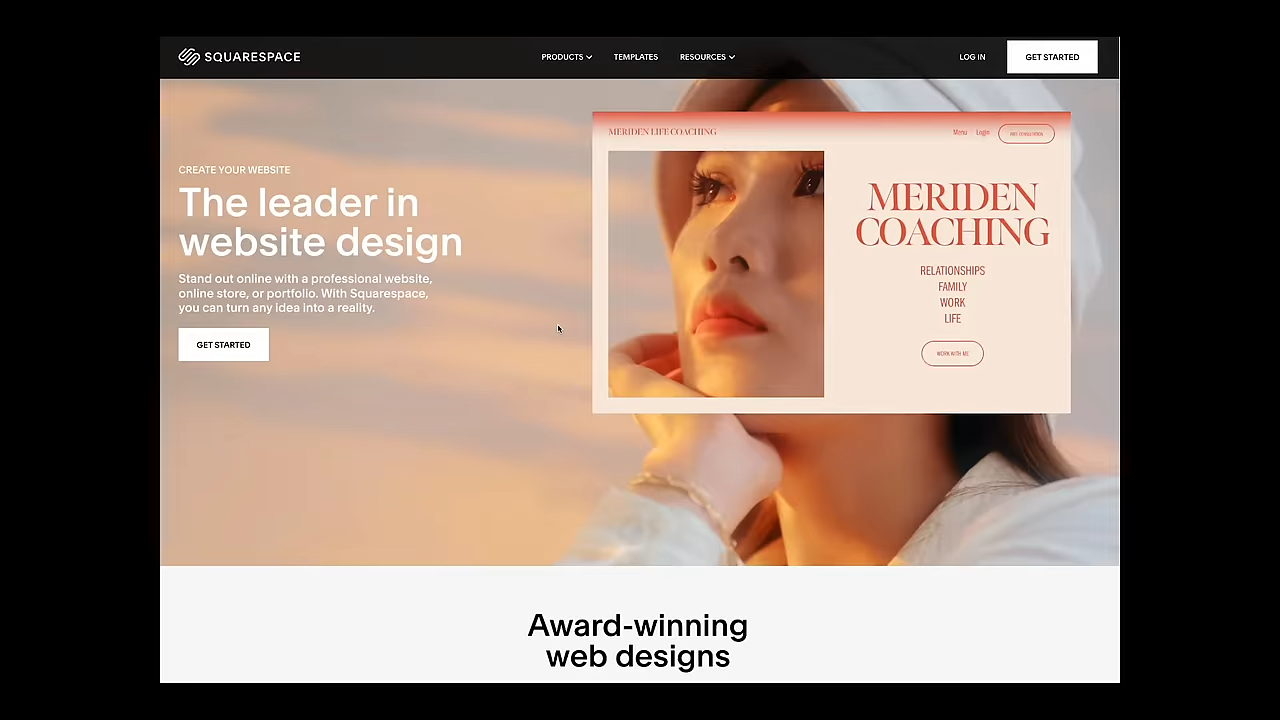 SQUARESPACE
PRODUCTS
TEMPLATES
RESOURCES
LOG IN
GET STARTED
CREATE YOUR WEBSITE
The leader in
website design
Stand out online with a professional website,
online store, or portfolio. With Squarespace,
you can turn any idea into a reality.
GET STARTED
MERIDEN LIFE COACHING
Menu
Login
FREE CONSULTATION
MERIDEN
COACHING
RELATIONSHIPS
FAMILY
WORK
LIFE
WORK WITH ME
Award-winning
web designs